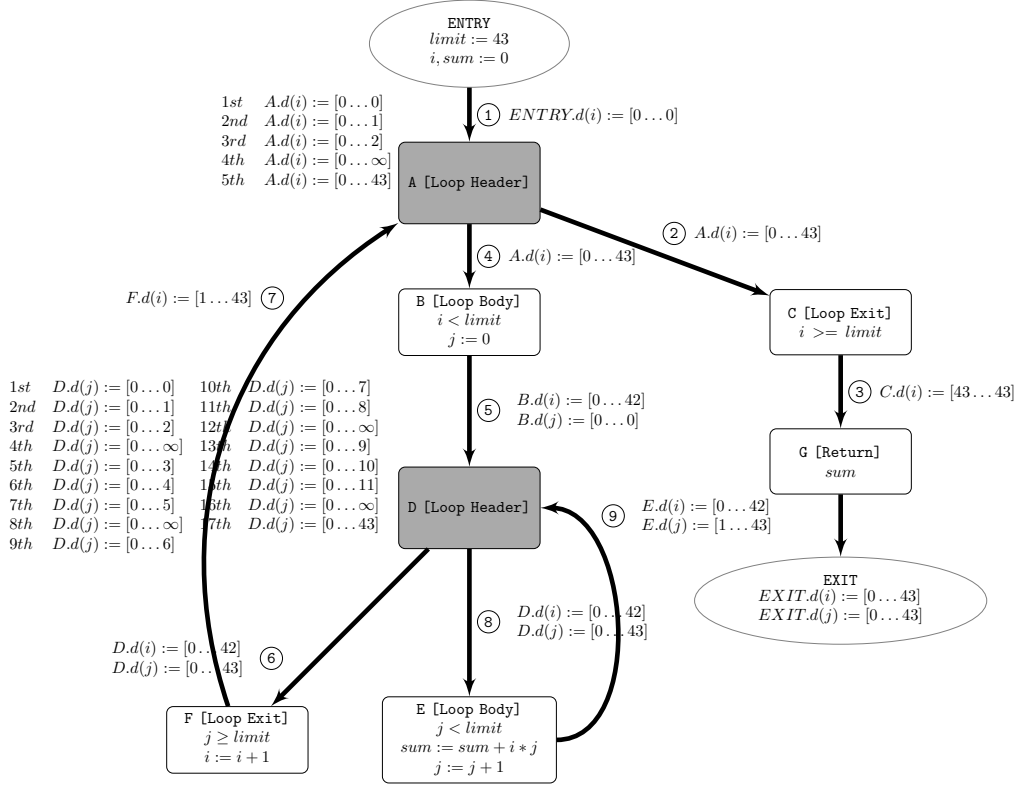 ENTRY
limit := 43
i, sum := 0
1st A.d(i) := [0…0]
2nd A.d(i) := [0…1]
3rd A.d(i) := [0…2]
4th A.d(i) := [0…∞]
5th A.d(i) := [0…43]
1 ENTRY.d(i) := [0…0]
A [Loop Header]
2 A.d(i) := [0…43]
4 A.d(i) := [0…43]
F.d(i) := [1…43] 7
B [Loop Body]
i < limit
j := 0
C [Loop Exit]
i >= limit
3 C.d(i) := [43…43]
1st D.d(j) := [0…0]
2nd D.d(j) := [0…1]
3rd D.d(j) := [0…2]
4th D.d(j) := [0…∞]
5th D.d(j) := [0…3]
6th D.d(j) := [0…4]
7th D.d(j) := [0…5]
8th D.d(j) := [0…∞]
9th D.d(j) := [0…6]
10th D.d(j) := [0…7]
11th D.d(j) := [0…8]
12th D.d(j) := [0…∞]
13th D.d(j) := [0…9]
14th D.d(j) := [0…10]
15th D.d(j) := [0…11]
16th D.d(j) := [0…∞]
17th D.d(j) := [0…43]
5 B.d(i) := [0…42]
B.d(j) := [0…0]
G [Return]
sum
D [Loop Header]
9 E.d(i) := [0…42]
E.d(j) := [1…43]
EXIT
EXIT.d(i) := [0…43]
EXIT.d(j) := [0…43]
8 D.d(i) := [0…42]
D.d(j) := [0…43]
D.d(i) := [0…42] 6
D.d(j) := [0…43]
F [Loop Exit]
j ≥ limit
i := i + 1
E [Loop Body]
j < limit
sum := sum + i ∗ j
j := j + 1